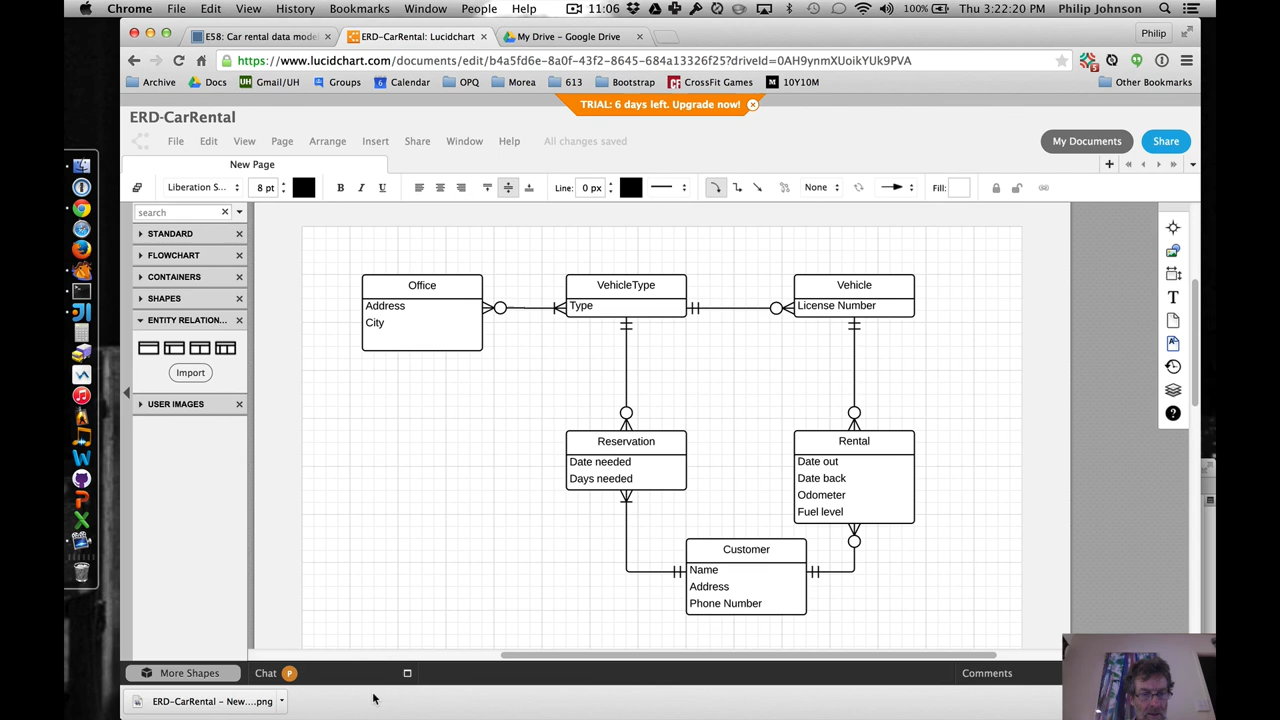 Chrome File Edit View History Bookmarks Window People Help 11:06 100% Thu 3:22:20 PM Philip Johnson
E58: Car rental data model ERD-CarRental: Lucidchart My Drive - Google Drive Philip
https://www.lucidchart.com/documents/edit/b4a5fd6e-8a0f-43f2-8645-684a13326f25?driveId=0AH9ynmXUoikYUk9PVA
Archive Docs Gmail/UH Groups Calendar OPQ Morea 613 Bootstrap CrossFit Games 10Y10M Other Bookmarks
TRIAL: 6 days left. Upgrade now!
ERD-CarRental
File Edit View Page Arrange Insert Share Window Help All changes saved My Documents Share
New Page
Liberation S... 8 pt B I U Line: 0 px None Fill:
search
STANDARD
FLOWCHART
CONTAINERS
SHAPES
ENTITY RELATION...
Import
USER IMAGES
Office
Address
City
VehicleType
Type
Vehicle
License Number
Reservation
Date needed
Days needed
Rental
Date out
Date back
Odometer
Fuel level
Customer
Name
Address
Phone Number
More Shapes Chat P Comments
ERD-CarRental – New....png